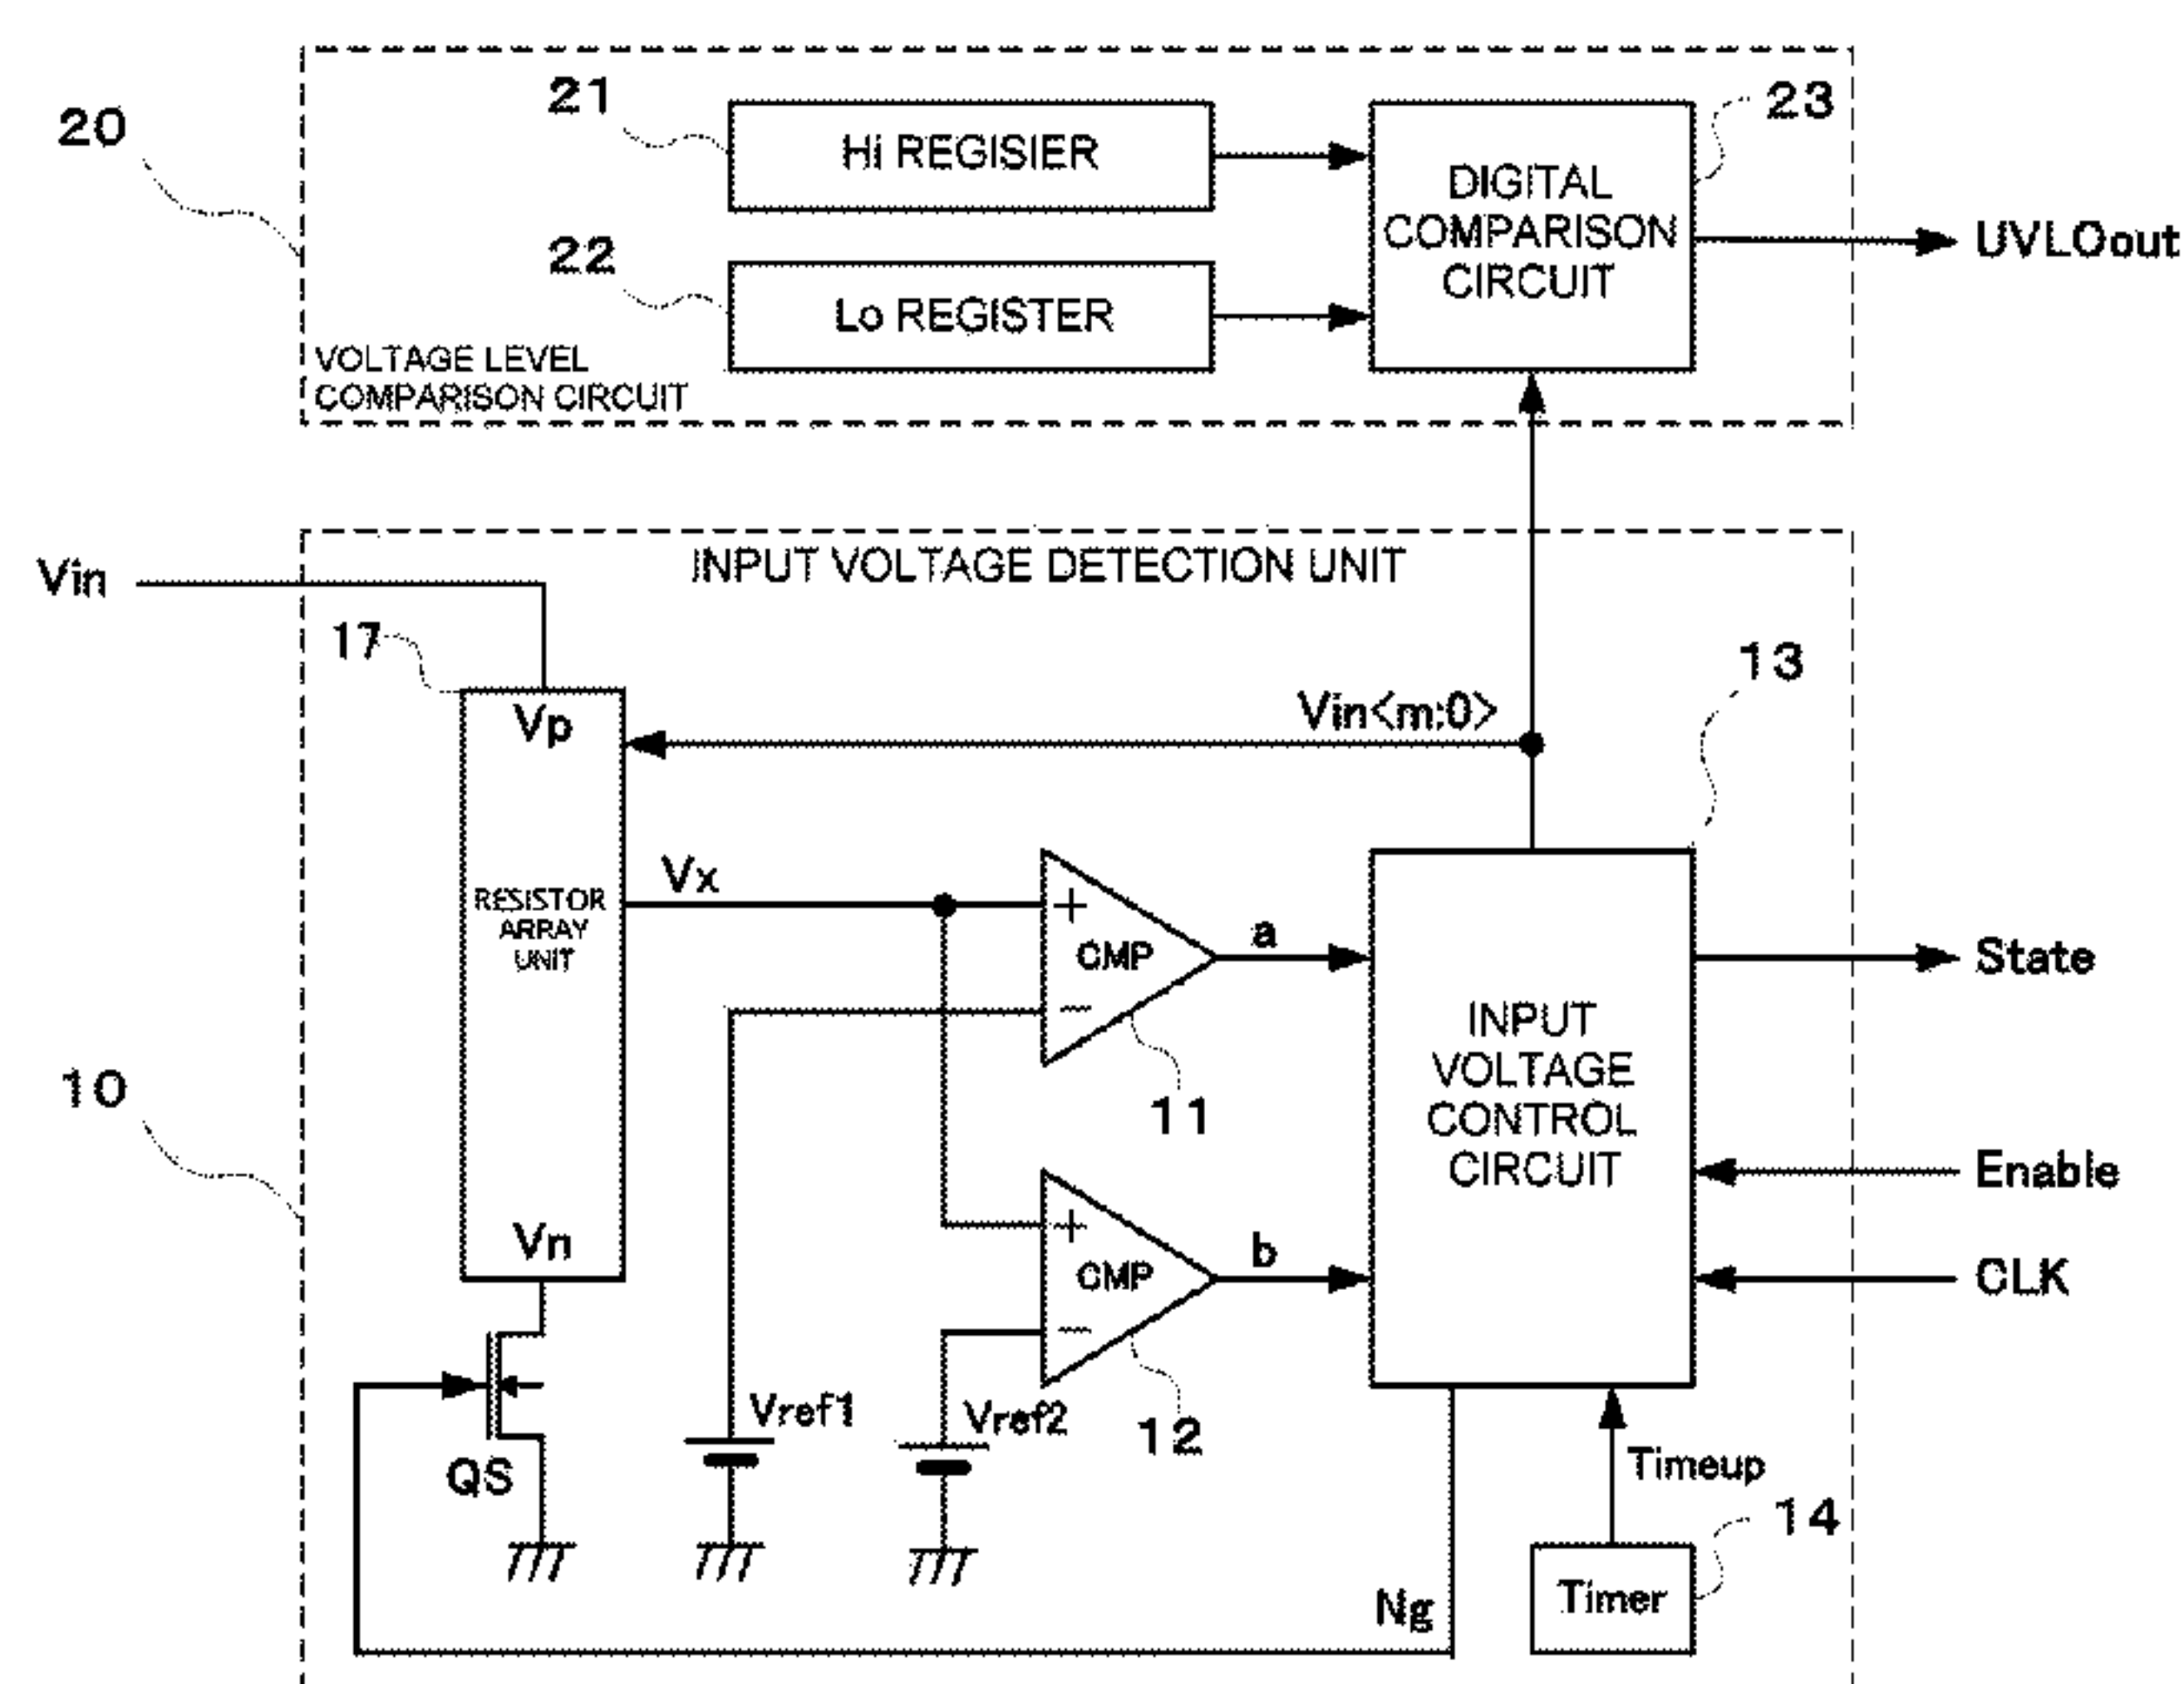 20
21
Hi REGISIER
22
Lo REGISTER
DIGITAL
COMPARISON
CIRCUIT
23
UVLOout
VOLTAGE LEVEL
COMPARISON CIRCUIT
INPUT VOLTAGE DETECTION UNIT
Vin
17
Vp
RESISTOR
ARRAY
UNIT
Vn
Vin<m:0>
13
Vx
+
CMP
−
a
11
+
CMP
−
b
12
INPUT
VOLTAGE
CONTROL
CIRCUIT
State
Enable
CLK
10
QS
Vref1
Vref2
Timeup
14
Timer
Ng